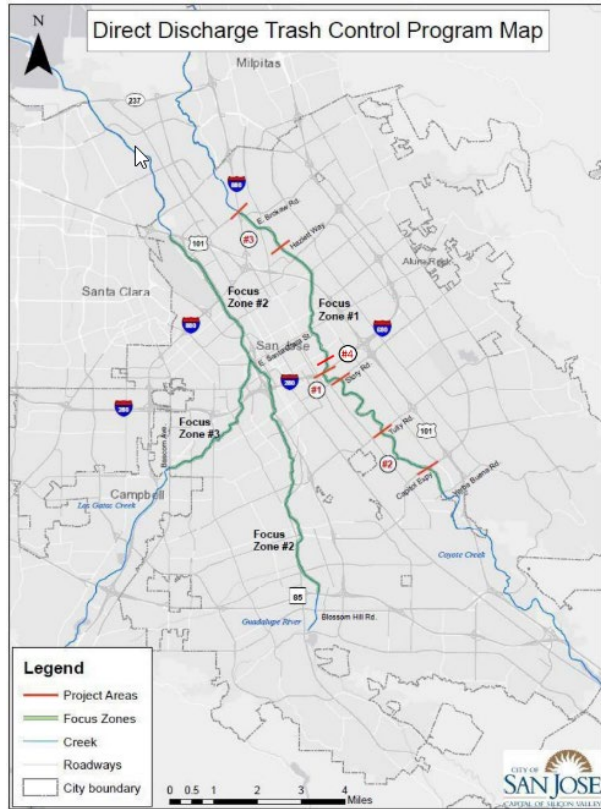 Direct Discharge Trash Control Program Map
N
Milpitas
237
880
E. Brokaw Rd.
#3
Hazlett Way
101
Alum Rock
Santa Clara
Focus
Zone #2
Focus
Zone #1
880
680
San Jose
E. Santa Clara St.
#4
280
#1
Story Rd.
280
Focus
Zone #3
Bascom Ave.
Tully Rd.
101
#2
Capitol Expy
Yerba Buena Rd.
Campbell
Los Gatos Creek
Focus
Zone #2
Coyote Creek
85
Blossom Hill Rd.
Guadalupe River
Legend
Project Areas
Focus Zones
Creek
Roadways
City boundary
0 0.5 1 2 3 4
Miles
CITY OF
SAN JOSE
CAPITAL OF SILICON VALLEY